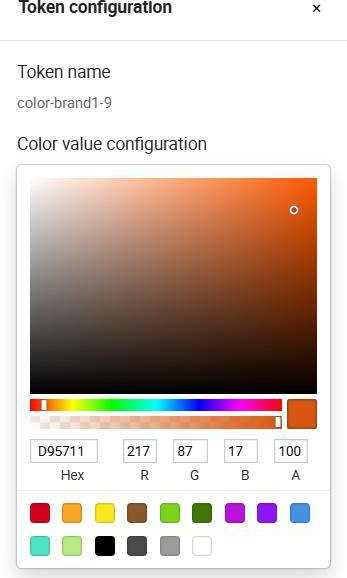 Token configuration ×
Token name
color-brand1-9
Color value configuration
D95711 217 87 17 100
Hex R G B A